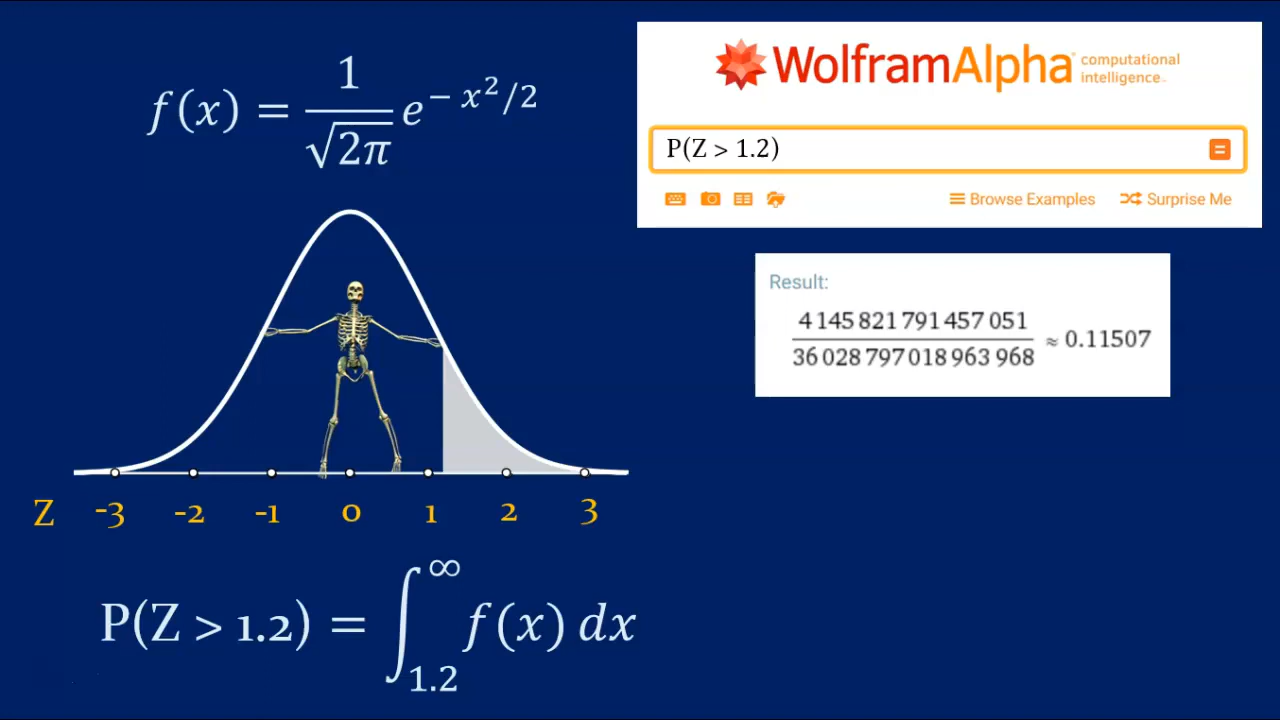 f(x) = 1/√2π e^− x²/2
WolframAlpha computational intelligence™
P(Z > 1.2) =
Browse Examples Surprise Me
Result:
4 145 821 791 457 051 / 36 028 797 018 963 968 ≈ 0.11507
Z -3 -2 -1 0 1 2 3
P(Z > 1.2) = ∫_1.2^∞ f(x) dx